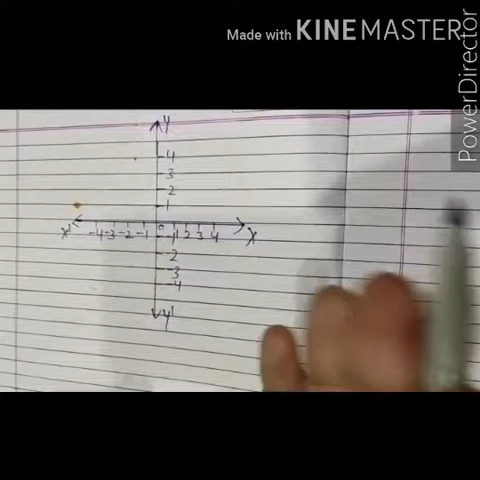 Made with KINEMASTER
PowerDirector
Y
4
3
2
1
X' -4 -3 -2 -1 0 1 2 3 4 X
-1
2
-3
-4
Y'